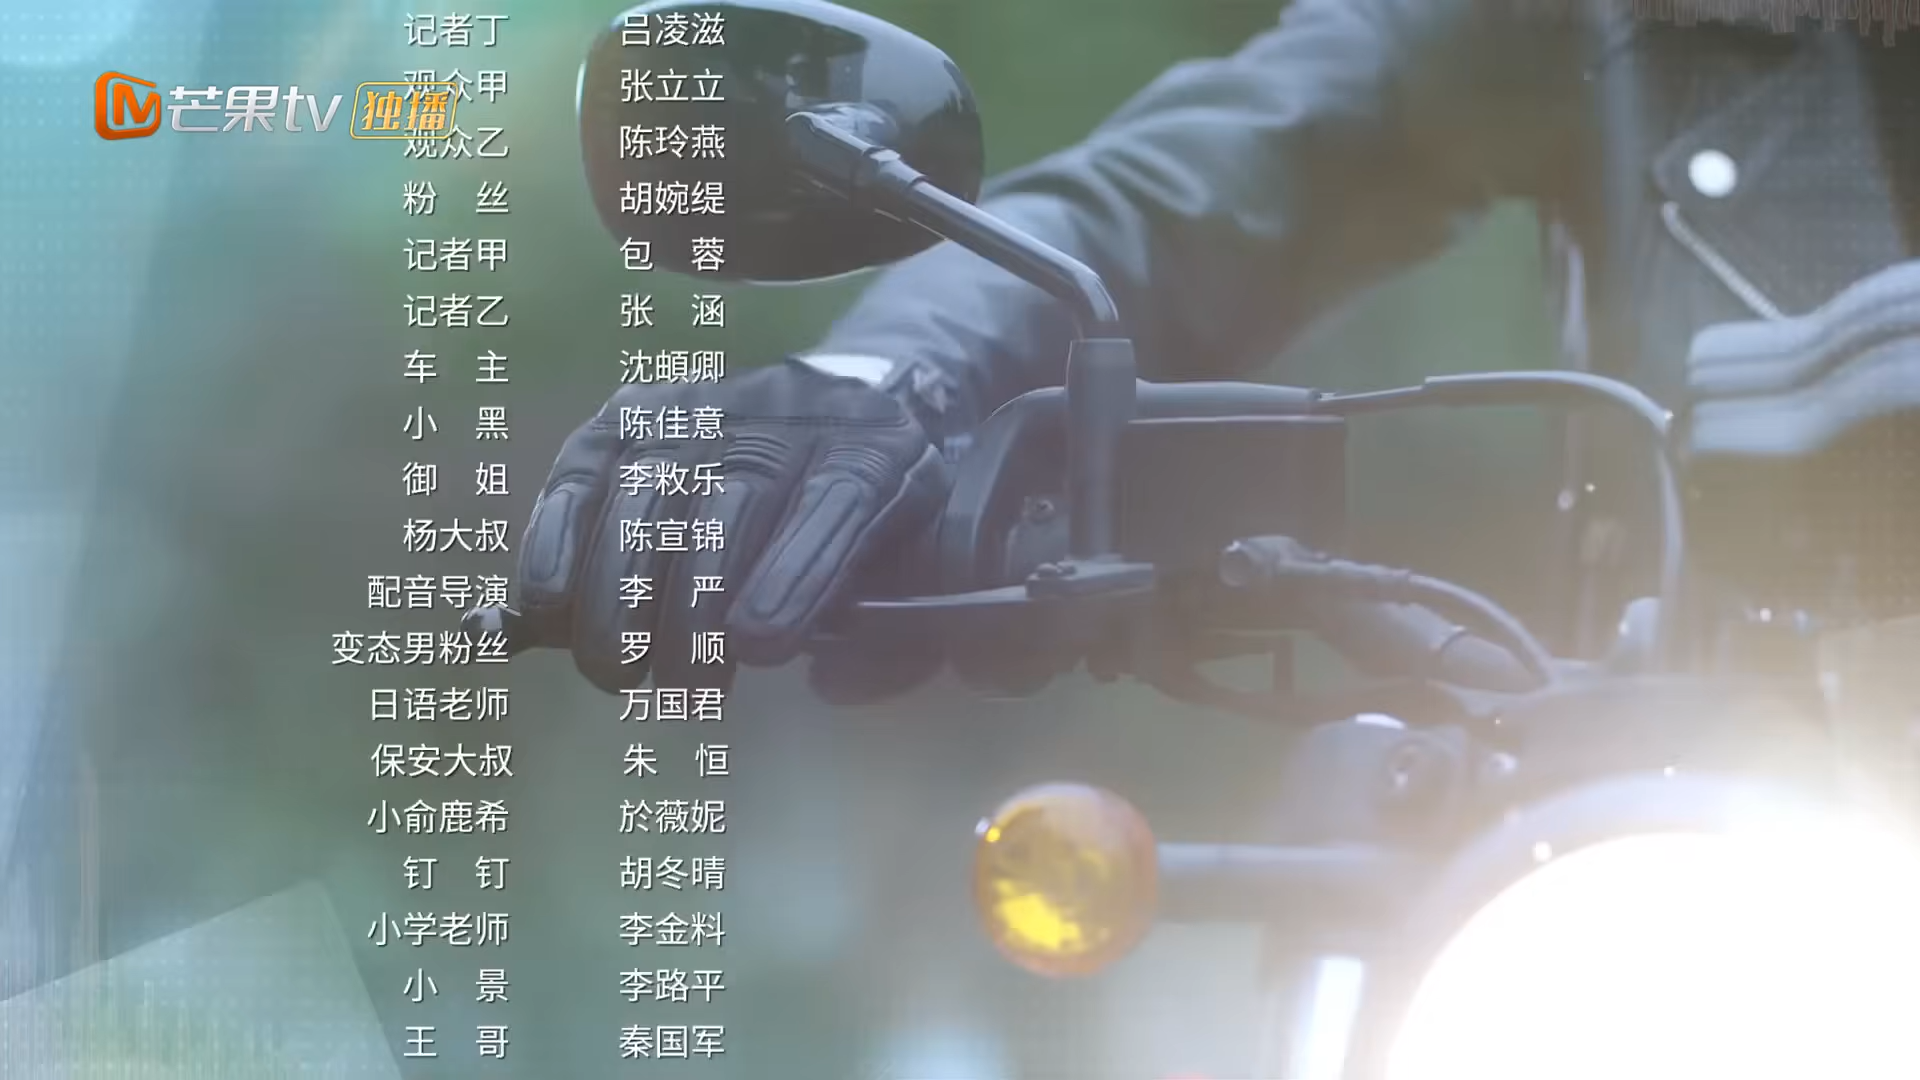 记者丁 吕凌滋
芒果tv 独播
观众甲 张立立
观众乙 陈玲燕
粉丝 胡婉缇
记者甲 包蓉
记者乙 张涵
车主 沈頔卿
小黑 陈佳意
御姐 李敉乐
杨大叔 陈宣锦
配音导演 李严
变态男粉丝 罗顺
日语老师 万国君
保安大叔 朱恒
小俞鹿希 於薇妮
钉钉 胡冬晴
小学老师 李金料
小景 李路平
王哥 秦国军